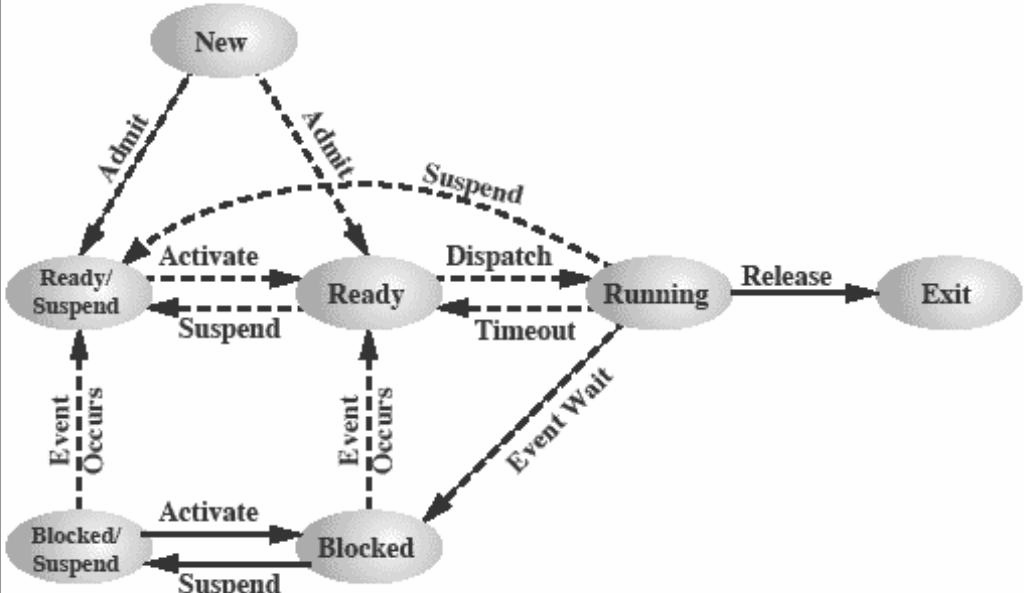 New
Admit
Admit
Suspend
Ready/
Suspend
Activate
Suspend
Ready
Dispatch
Timeout
Running
Release
Exit
Event
Occurs
Event
Occurs
Event Wait
Blocked/
Suspend
Activate
Suspend
Blocked